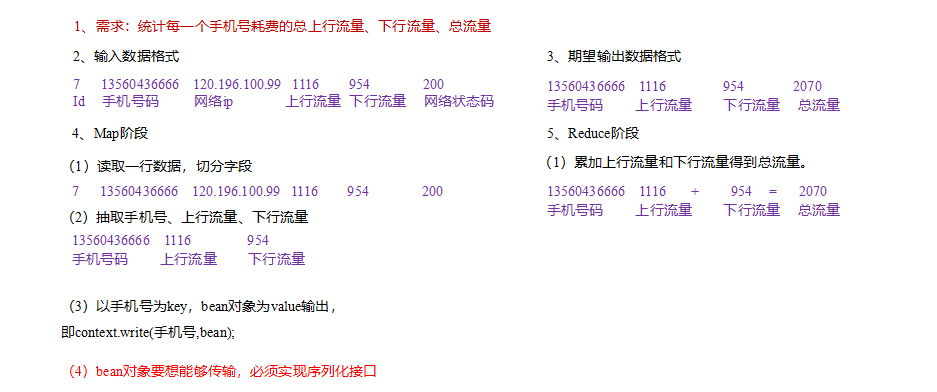 1、需求：统计每一个手机号耗费的总上行流量、下行流量、总流量
2、输入数据格式
7 13560436666 120.196.100.99 1116 954 200
Id 手机号码 网络ip 上行流量 下行流量 网络状态码
3、期望输出数据格式
13560436666 1116 954 2070
手机号码 上行流量 下行流量 总流量
4、Map阶段
（1）读取一行数据，切分字段
7 13560436666 120.196.100.99 1116 954 200
（2）抽取手机号、上行流量、下行流量
13560436666 1116 954
手机号码 上行流量 下行流量
（3）以手机号为key，bean对象为value输出，
即context.write(手机号,bean);
（4）bean对象要想能够传输，必须实现序列化接口
5、Reduce阶段
（1）累加上行流量和下行流量得到总流量。
13560436666 1116 + 954 = 2070
手机号码 上行流量 下行流量 总流量